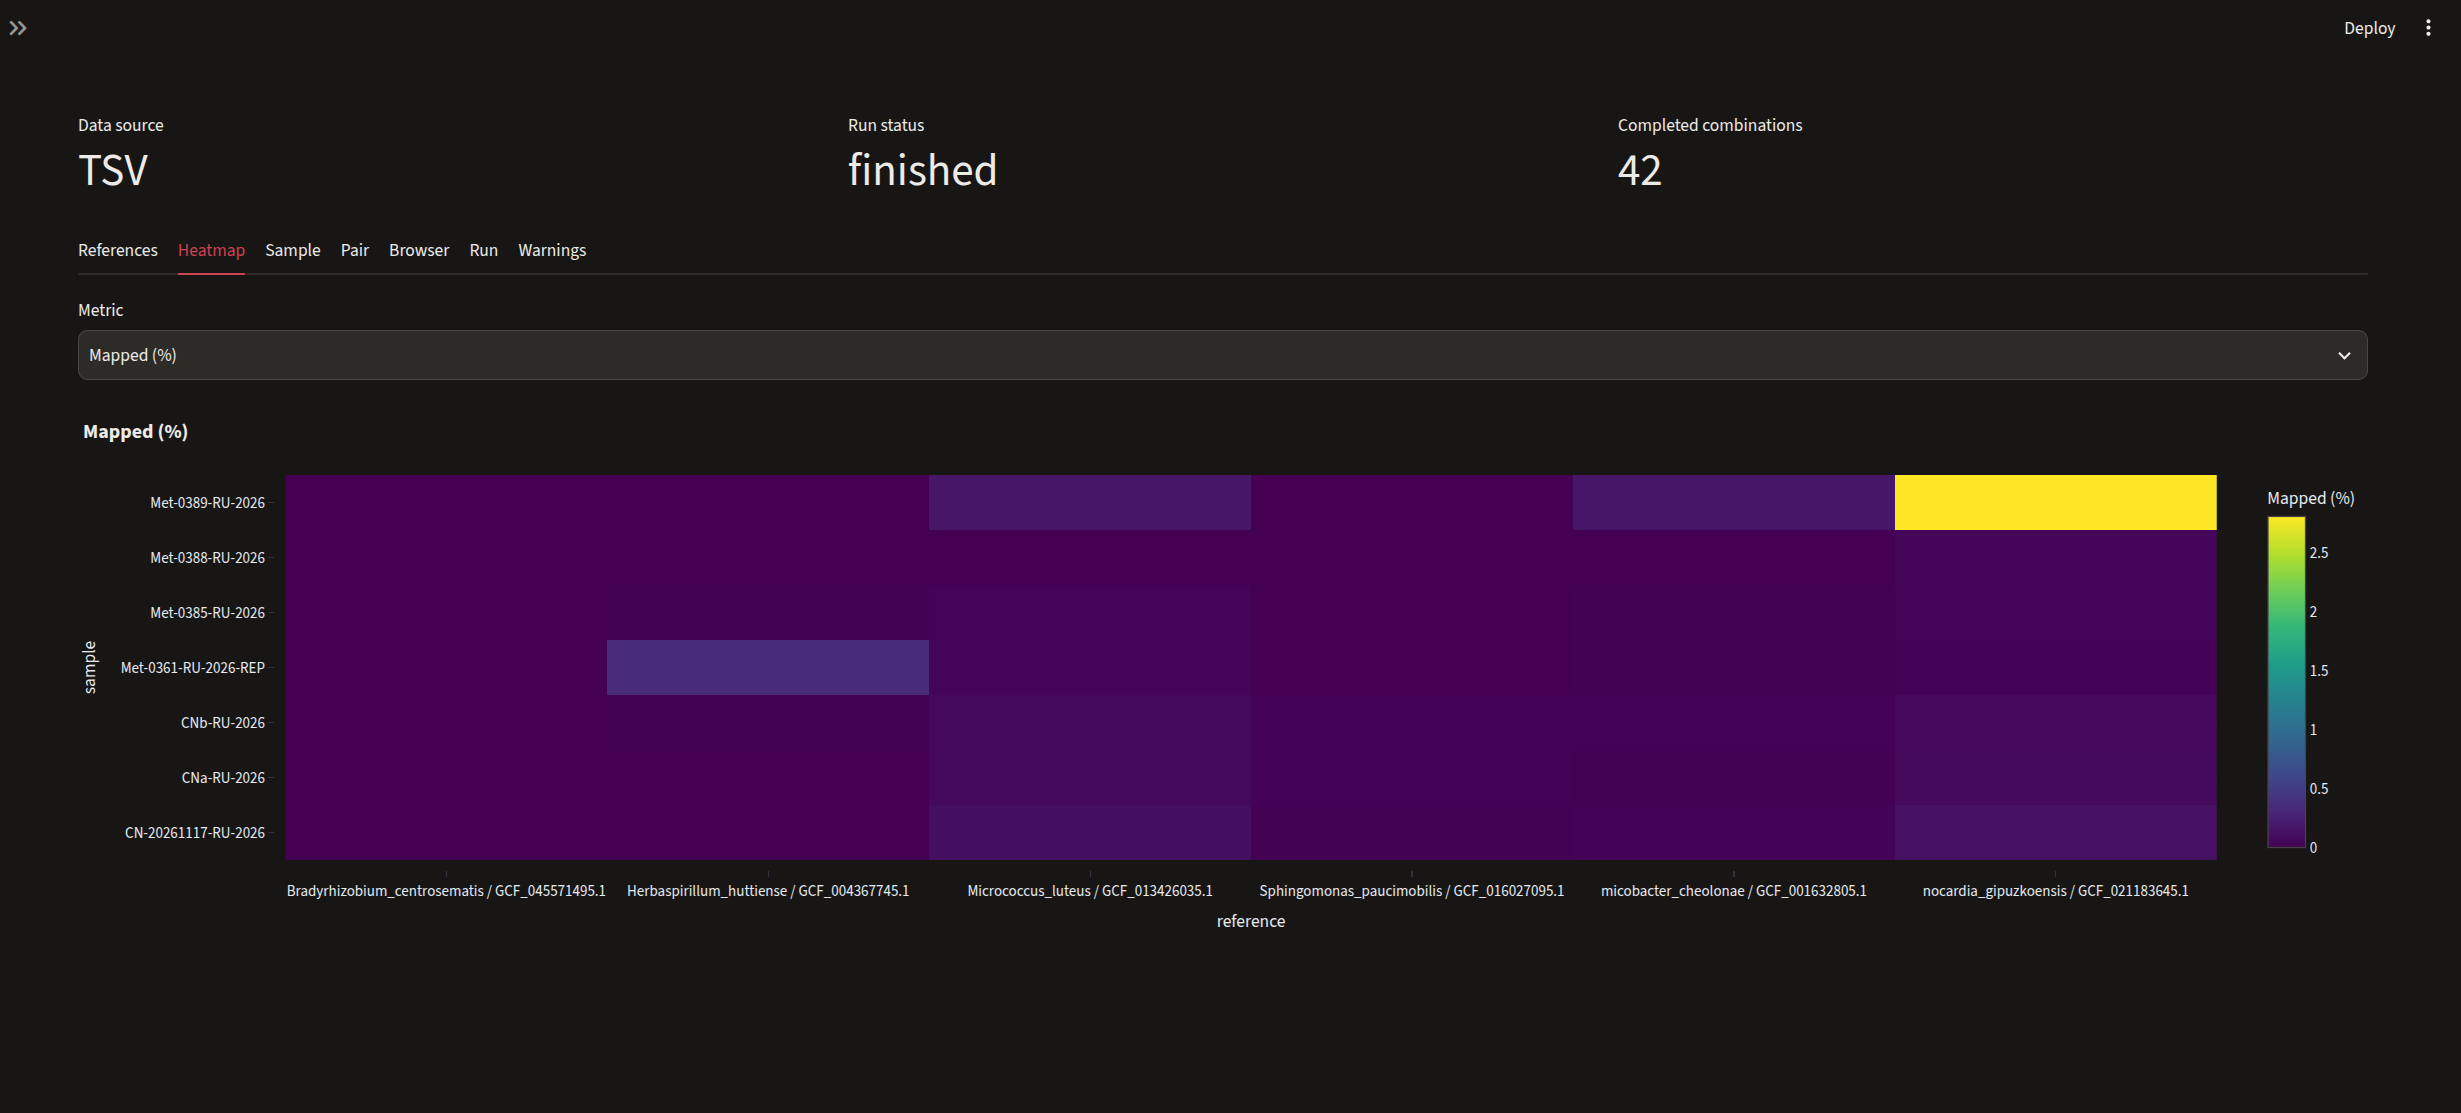 Deploy
Data source
TSV
Run status
finished
Completed combinations
42
References Heatmap Sample Pair Browser Run Warnings
Metric
Mapped (%)
Mapped (%)
Met-0389-RU-2026
Met-0388-RU-2026
Met-0385-RU-2026
Met-0361-RU-2026-REP
CNb-RU-2026
CNa-RU-2026
CN-20261117-RU-2026
sample
Bradyrhizobium_centrosematis / GCF_045571495.1
Herbaspirillum_huttiense / GCF_004367745.1
Micrococcus_luteus / GCF_013426035.1
Sphingomonas_paucimobilis / GCF_016027095.1
micobacter_cheolonae / GCF_001632805.1
nocardia_gipuzkoensis / GCF_021183645.1
reference
Mapped (%)
2.5
2
1.5
1
0.5
0